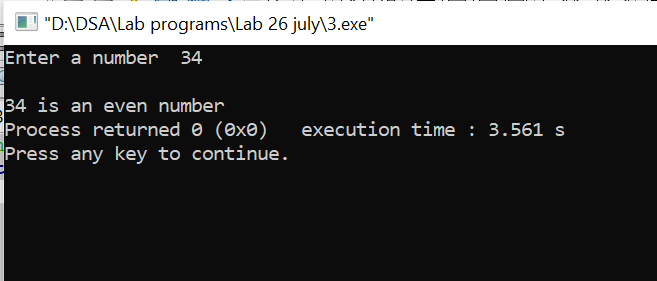 "D:\DSA\Lab programs\Lab 26 july\3.exe"
Enter a number  34
34 is an even number
Process returned 0 (0x0)   execution time : 3.561 s
Press any key to continue.